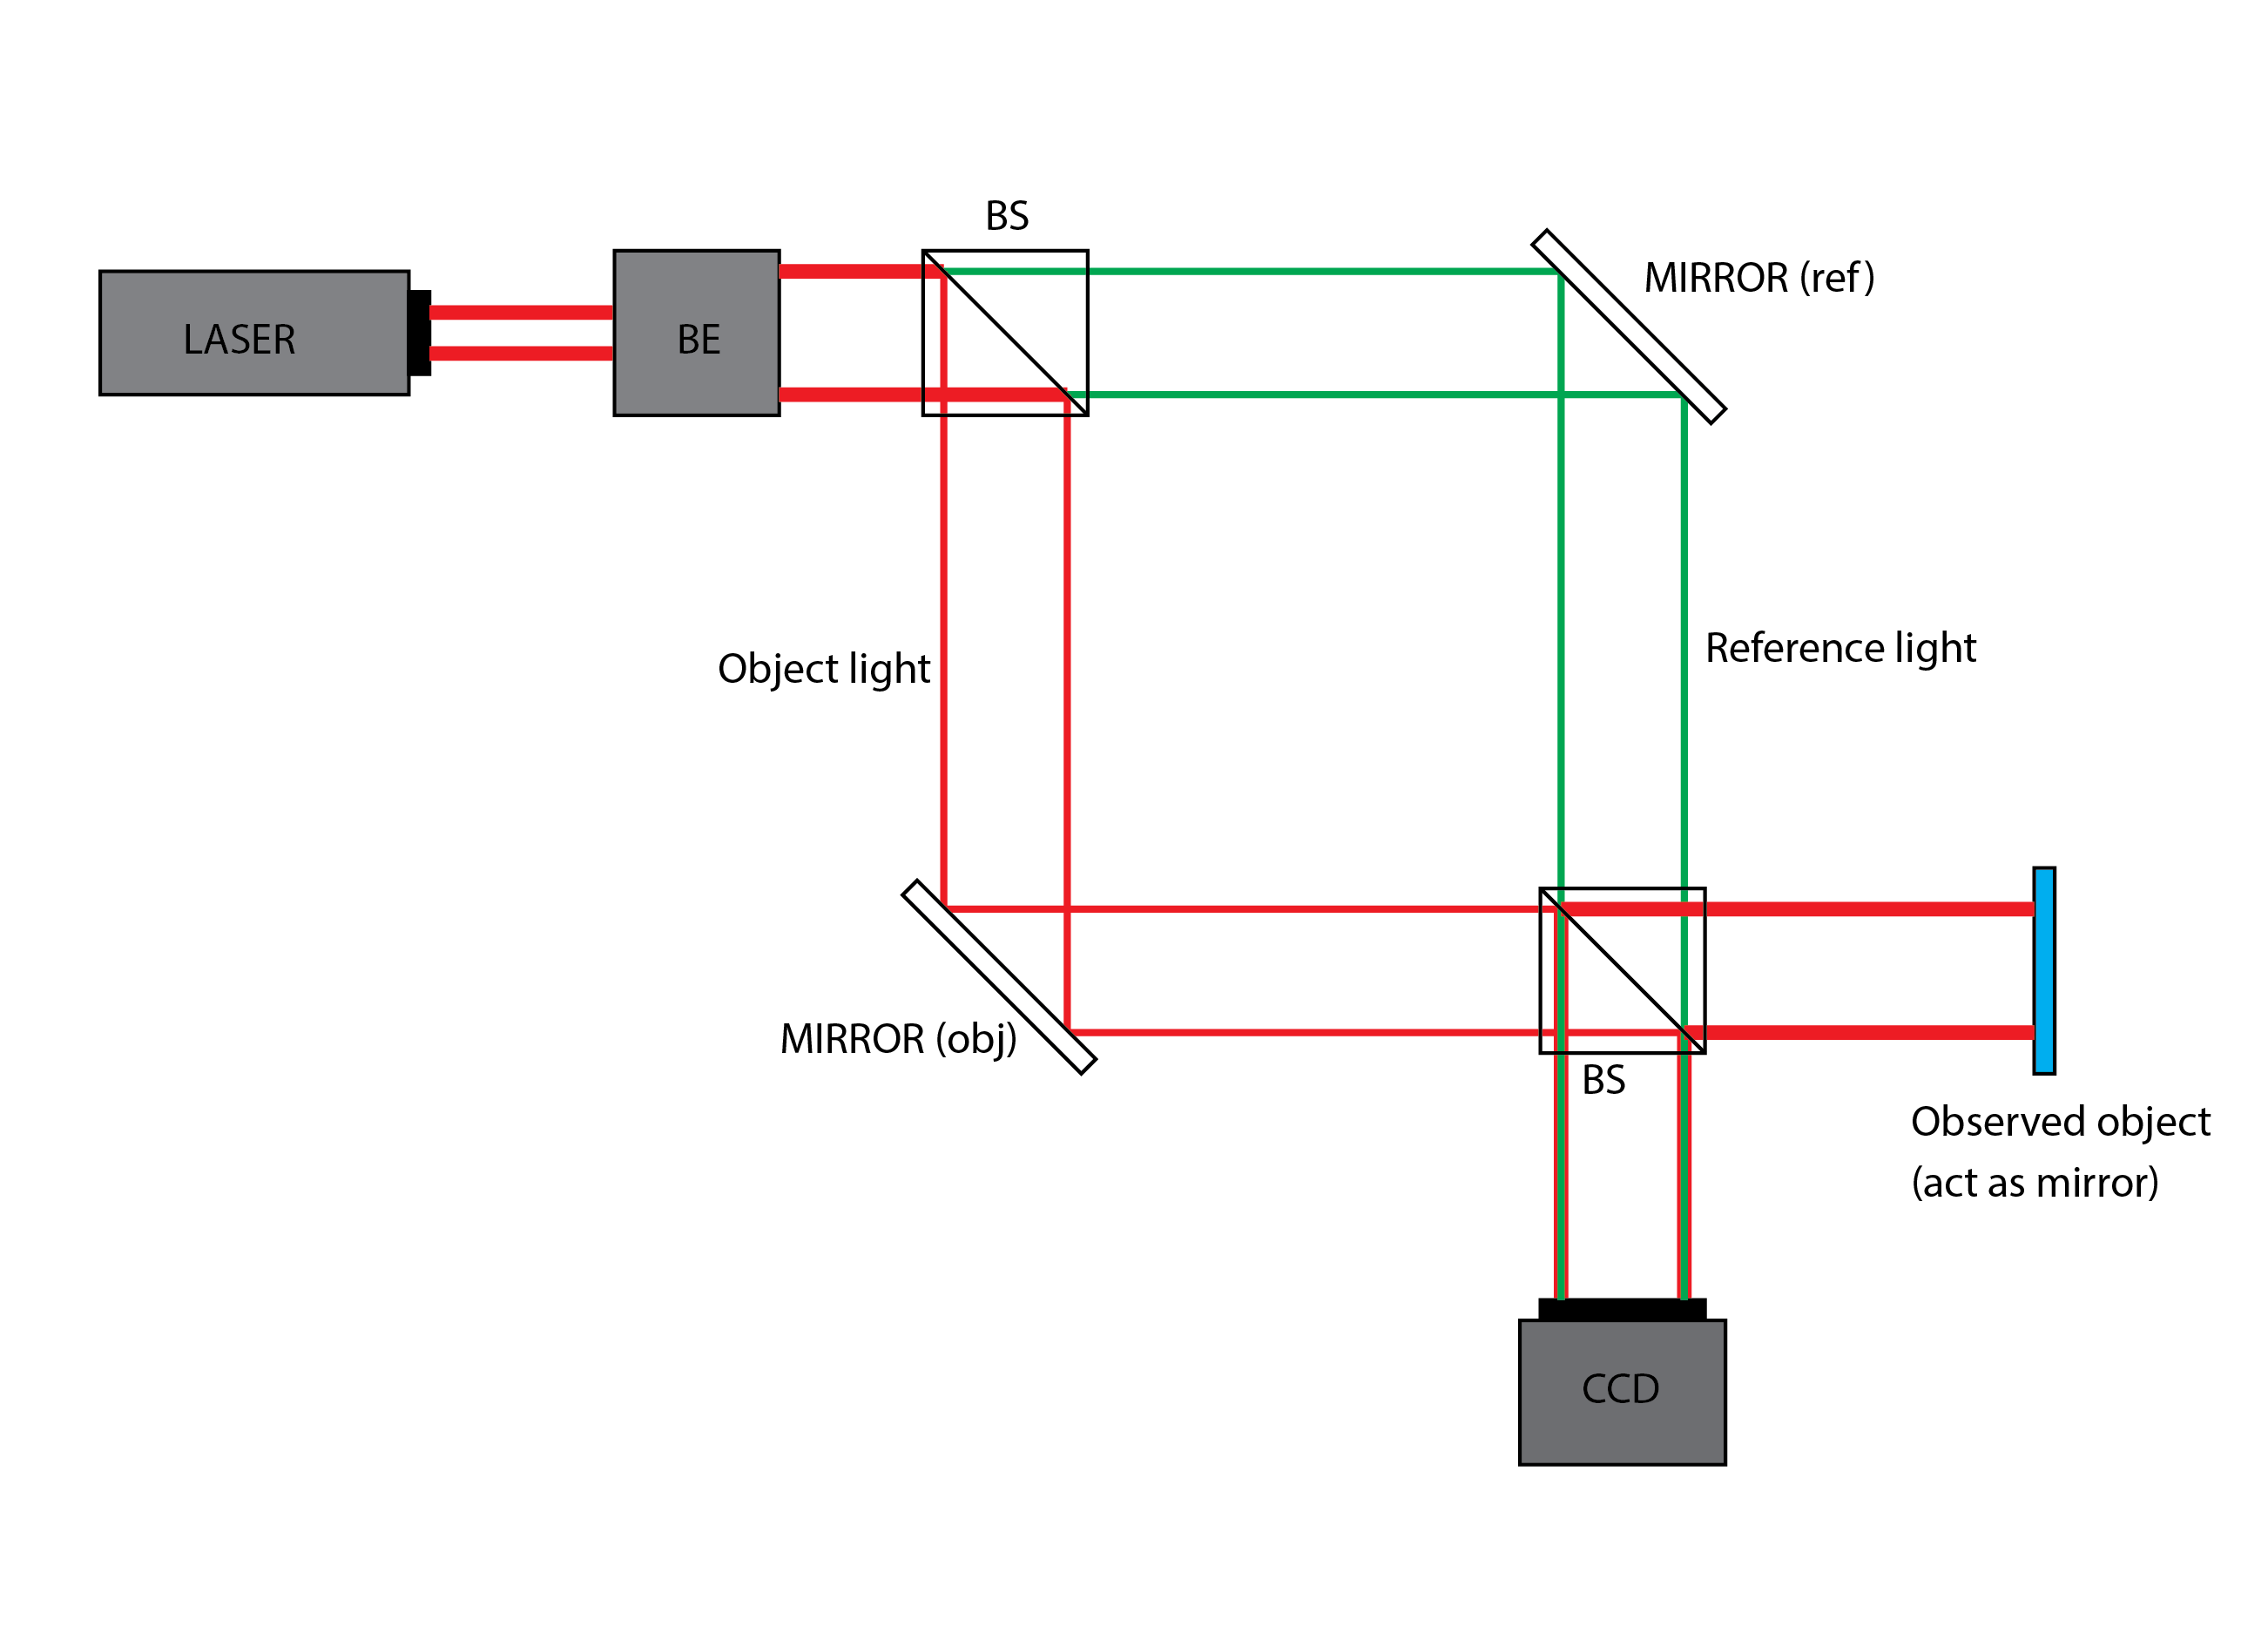 BS
MIRROR (ref)
LASER
BE
Object light
Reference light
MIRROR (obj)
BS
Observed object
(act as mirror)
CCD